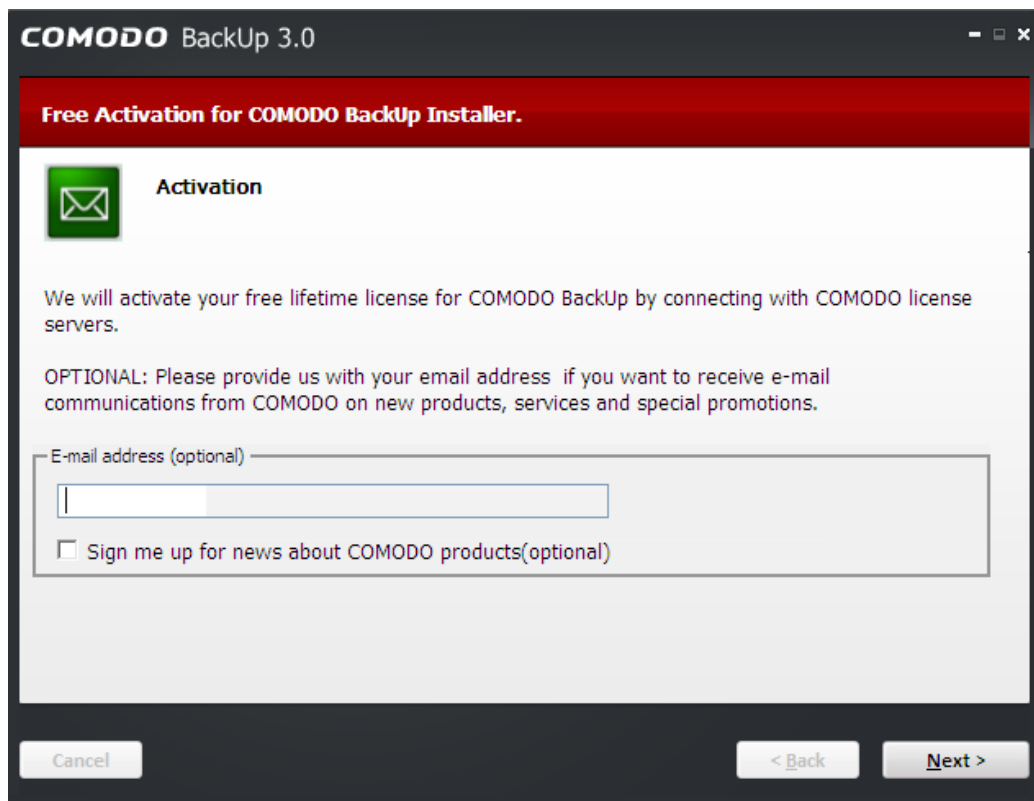 COMODO BackUp 3.0
Free Activation for COMODO BackUp Installer.
Activation
We will activate your free lifetime license for COMODO BackUp by connecting with COMODO license
servers.
OPTIONAL: Please provide us with your email address  if you want to receive e-mail
communications from COMODO on new products, services and special promotions.
E-mail address (optional)
Sign me up for news about COMODO products(optional)
Cancel
< Back
Next >